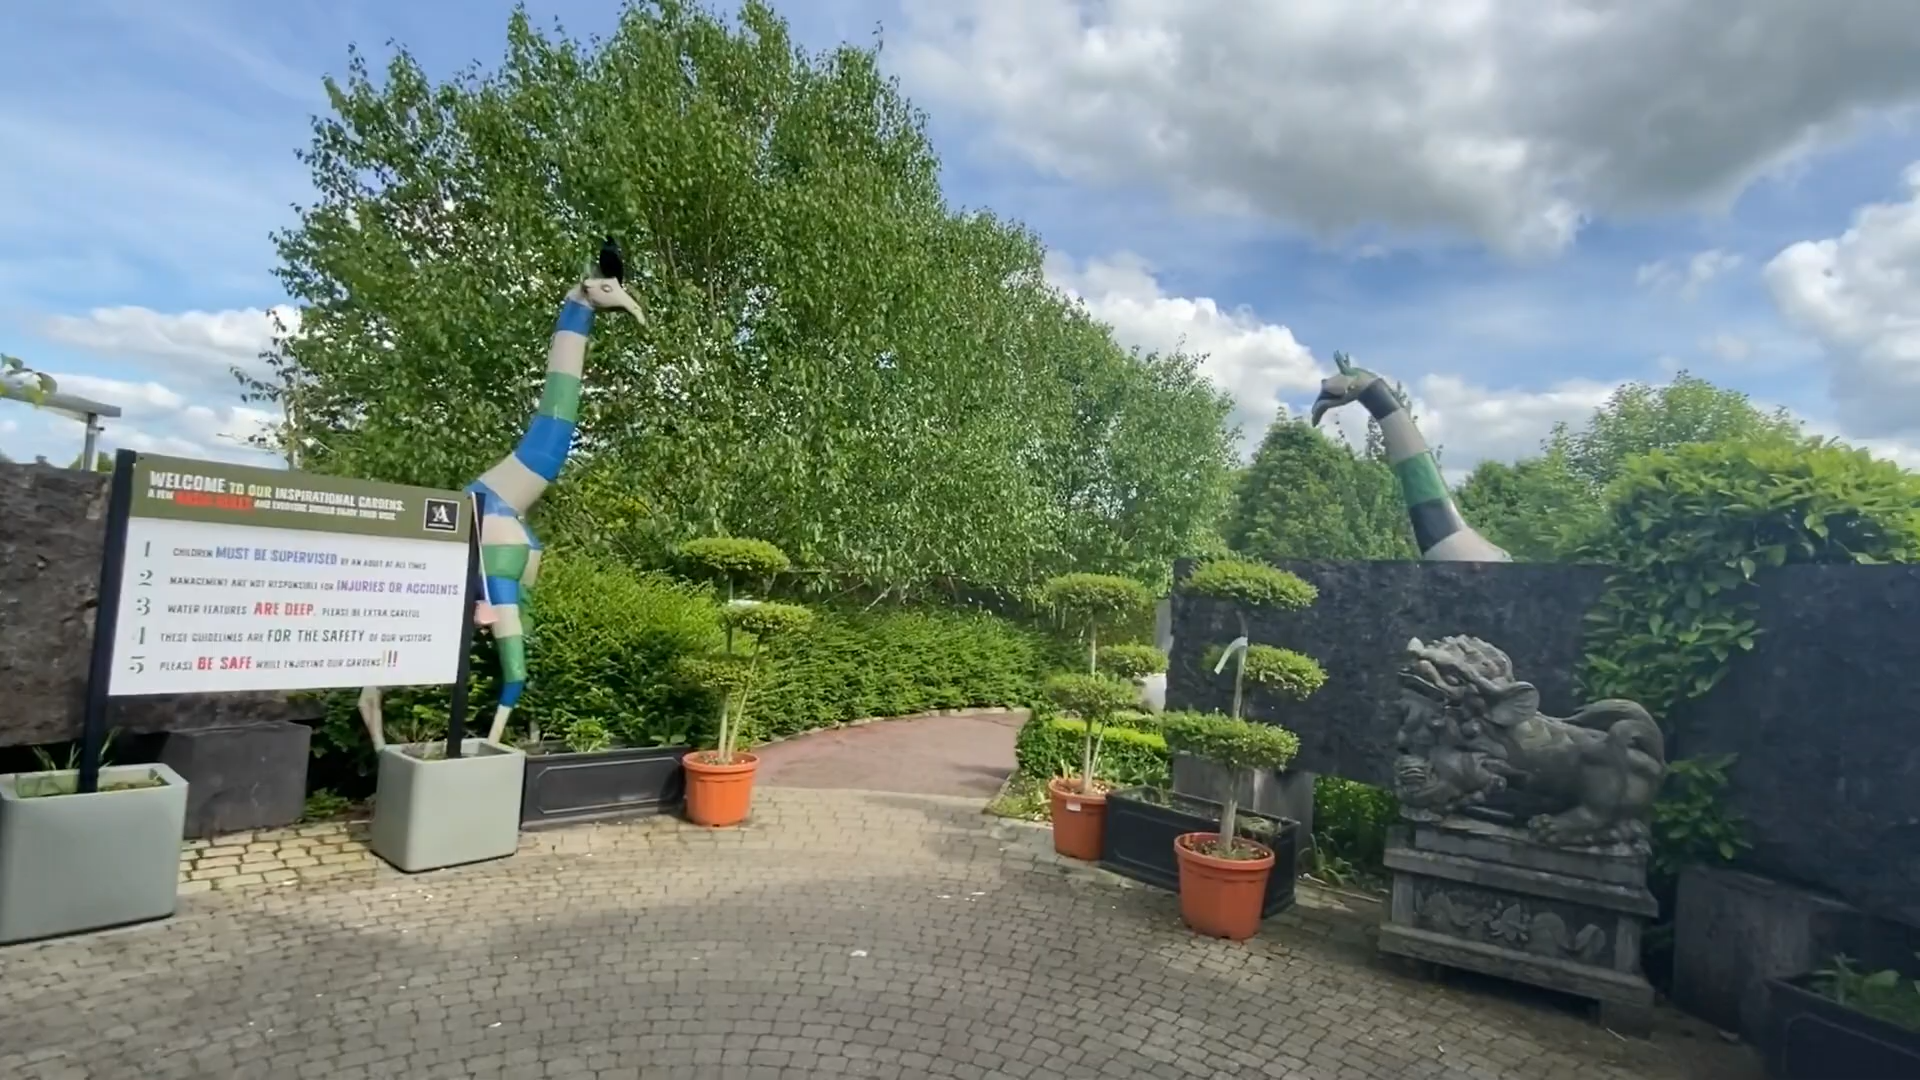 WELCOME TO OUR INSPIRATIONAL GARDENS.
A FEW BASIC RULES AND EVERYONE SHOULD ENJOY THEIR VISIT.
A
1 CHILDREN MUST BE SUPERVISED BY AN ADULT AT ALL TIMES
2 MANAGEMENT ARE NOT RESPONSIBLE FOR INJURIES OR ACCIDENTS
3 WATER FEATURES ARE DEEP, PLEASE BE EXTRA CAREFUL
4 THESE GUIDELINES ARE FOR THE SAFETY OF OUR VISITORS
5 PLEASE BE SAFE WHILE ENJOYING OUR GARDENS!!!